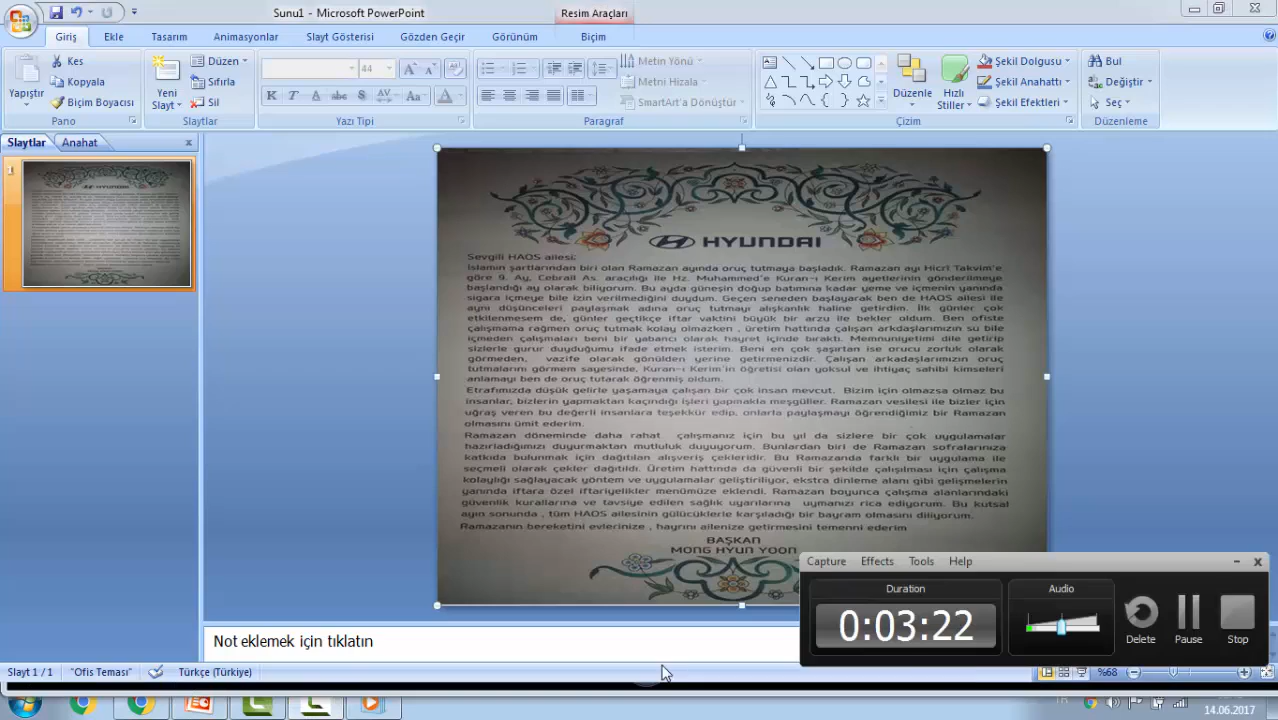 Sunu1 - Microsoft PowerPoint
Resim Araçları
Giriş Ekle Tasarım Animasyonlar Slayt Gösterisi Gözden Geçir Görünüm Biçim
Yapıştır
Kes
Kopyala
Biçim Boyacısı
Pano
Yeni
Slayt
Düzen
Sıfırla
Sil
Slaytlar
44
K T A abc S AV Aa A
Yazı Tipi
Metin Yönü
Metni Hizala
SmartArt'a Dönüştür
Paragraf
Düzenle
Hızlı
Stiller
Şekil Dolgusu
Şekil Anahattı
Şekil Efektleri
Çizim
Bul
Değiştir
Seç
Düzenleme
Slaytlar Anahat
1
HYUNDAI
Sevgili HAOS ailesi;
İslamın şartlarından biri olan Ramazan ayında oruç tutmaya başladık. Ramazan ayı Hicri Takvim'e
göre 9. Ay, Cebrail As. aracılığı ile Hz. Muhammed'e Kuran-ı Kerim ayetlerinin gönderilmeye
başlandığı ay olarak biliyorum. Bu ayda güneşin doğup batımına kadar yeme ve içmenin yanında
sigara içmeye bile izin verilmediğini duydum. Geçen seneden başlayarak ben de HAOS ailesi ile
aynı düşünceleri paylaşmak adına oruç tutmayı alışkanlık haline getirdim. İlk günler çok
etkilenmesem de, günler geçtikçe iftar vaktini büyük bir arzu ile bekler oldum. Ben ofiste
çalışmama rağmen oruç tutmak kolay olmazken , üretim hattında çalışan arkdaşlarımızın su bile
içmeden çalışmaları beni bir yabancı olarak hayret içinde bıraktı. Memnuniyetimi dile getirip
sizlerle gurur duyduğumu ifade etmek isterim. Beni en çok şaşırtan ise orucu zorluk olarak
görmeden, vazife olarak gönülden yerine getirmenizdir. Çalışan arkadaşlarımızın oruç
tutmalarını görmem sayesinde, Kuran-ı Kerim'in öğretisi olan yoksul ve ihtiyaç sahibi kimseleri
anlamayı ben de oruç tutarak öğrenmiş oldum.
Etrafımızda düşük gelirle yaşamaya çalışan bir çok insan mevcut. Bizim için olmazsa olmaz bu
insanlar, bizlerin yapmaktan kaçındığı işleri yapmakla meşguller. Ramazan vesilesi ile bizler için
uğraş veren bu değerli insanlara teşekkür edip, onlarla paylaşmayı öğrendiğimiz bir Ramazan
olmasını ümit ederim.
Ramazan döneminde daha rahat çalışmanız için bu yıl da sizlere bir çok uygulamalar
hazırladığımızı duyurmaktan mutluluk duyuyorum. Bunlardan biri de Ramazan sofralarınıza
katkıda bulunmak için dağıtılan alışveriş çekleridir. Bu Ramazanda farklı bir uygulama ile
seçmeli olarak çekler dağıtıldı. Üretim hattında da güvenli bir şekilde çalışılması için çalışma
kolaylığı sağlayacak yöntem ve uygulamalar geliştiriliyor, ekstra dinleme alanı gibi gelişmelerin
yanında iftara özel iftariyelikler menümüze eklendi. Ramazan boyunca çalışma alanlarındaki
güvenlik kurallarına ve tavsiye edilen sağlık uyarılarına uymanızı rica ediyorum. Bu kutsal
ayın sonunda , tüm HAOS ailesinin gülücüklerle karşıladığı bir bayram olmasını diliyorum.
Ramazanın bereketini evlerinize , hayrını ailenize getirmesini temenni ederim
BAŞKAN
MONG HYUN YOON
Capture Effects Tools Help
Duration
0:03:22
Audio
Delete Pause Stop
Not eklemek için tıklatın
Slayt 1 / 1 "Ofis Teması" Türkçe (Türkiye) %68
14.06.2017